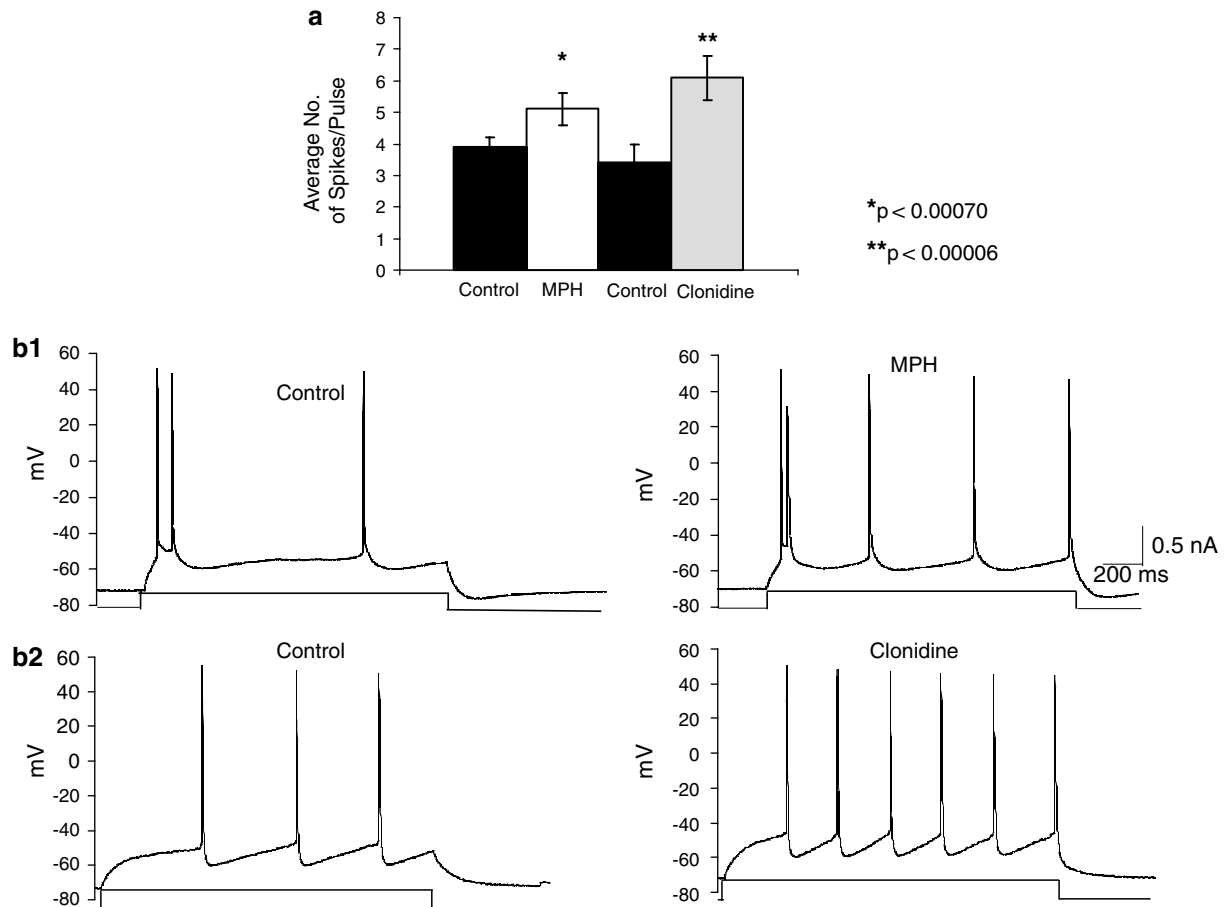 a
8
7
6
5
4
3
2
1
0
Average No.
of Spikes/Pulse
*
**
Control
MPH
Control
Clonidine
*p < 0.00070
**p < 0.00006
b1
60
40
20
0
-20
-40
-60
-80
mV
Control
60
40
20
0
-20
-40
-60
-80
mV
MPH
0.5 nA
200 ms
b2
60
40
20
0
-20
-40
-60
-80
mV
Control
60
40
20
0
-20
-40
-60
-80
mV
Clonidine